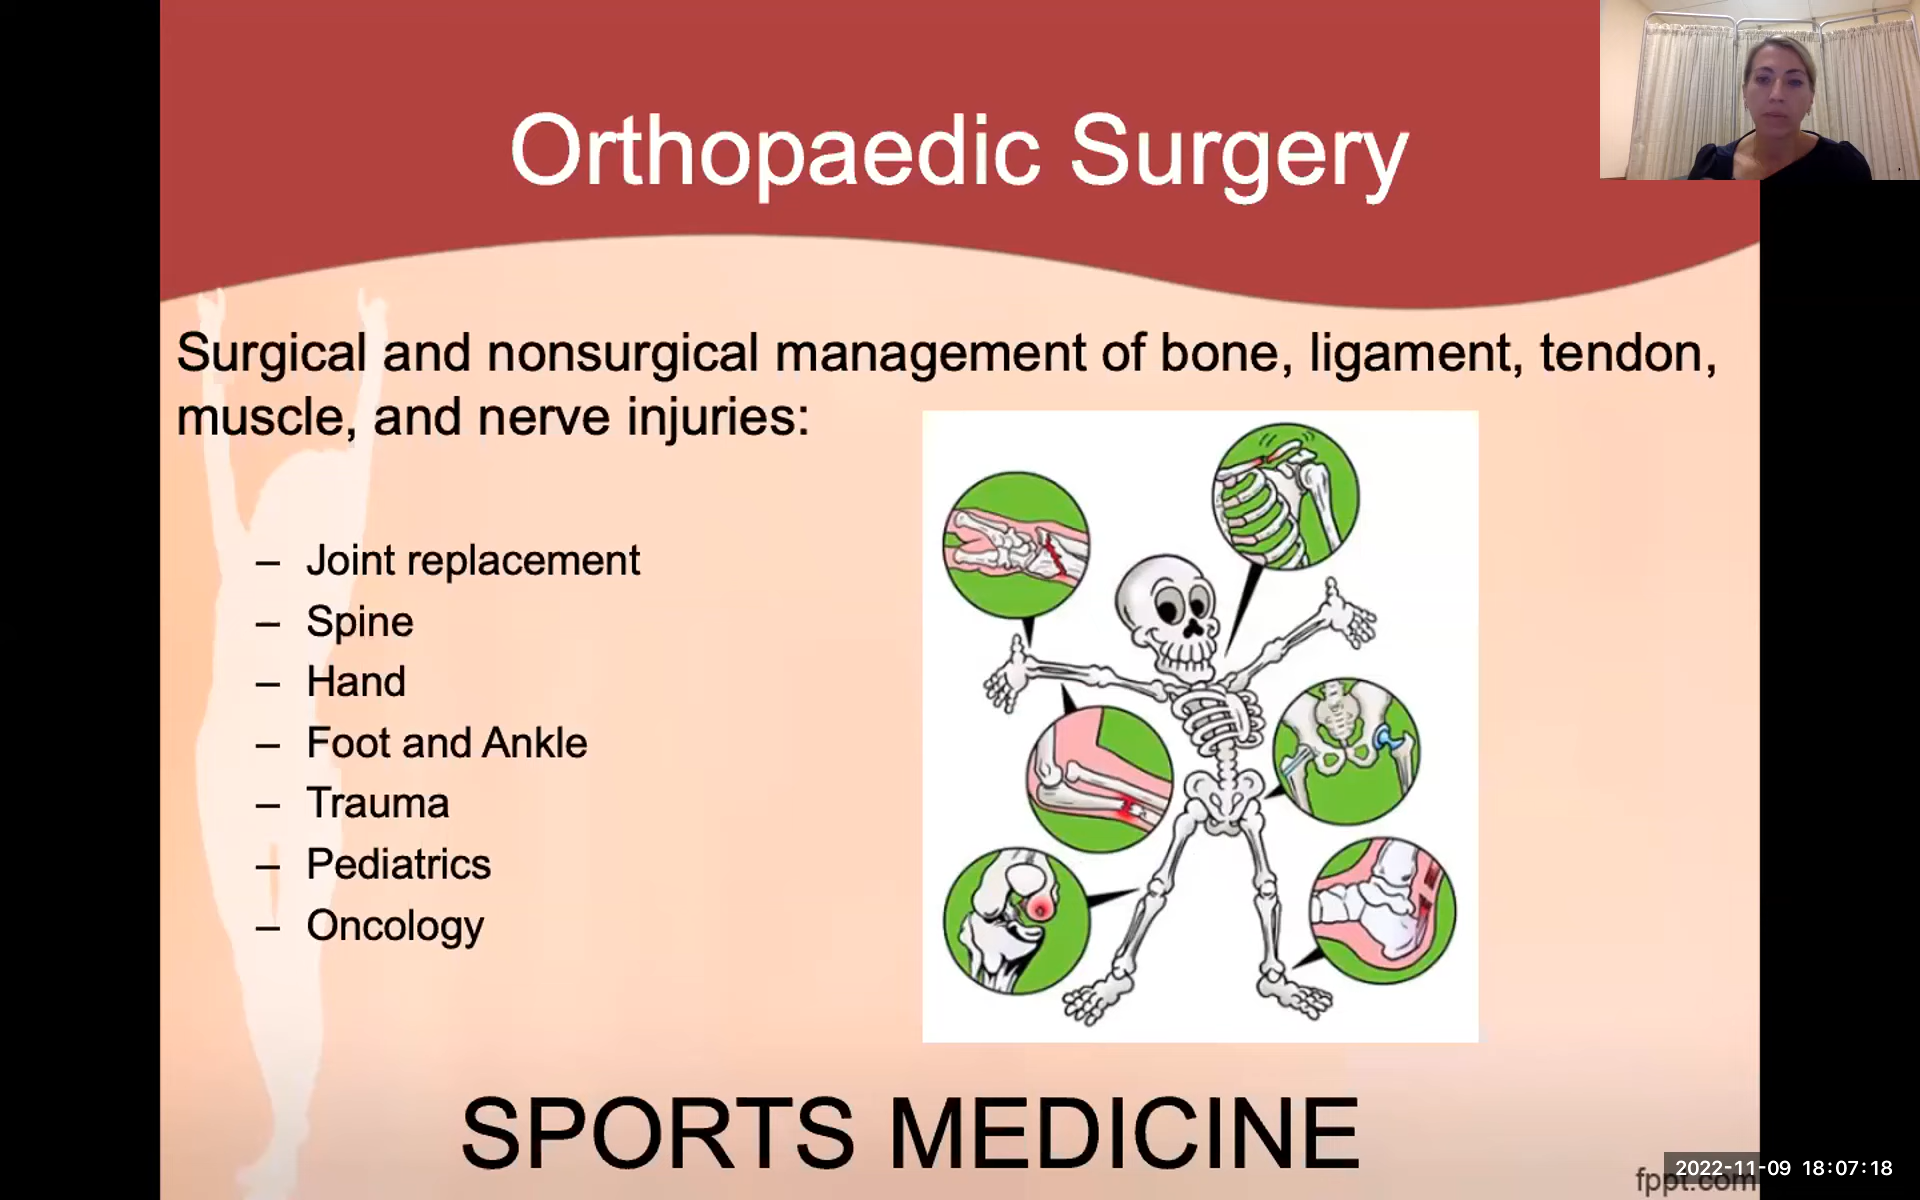 Orthopaedic Surgery
Surgical and nonsurgical management of bone, ligament, tendon,
muscle, and nerve injuries:
– Joint replacement
– Spine
– Hand
– Foot and Ankle
– Trauma
– Pediatrics
– Oncology
SPORTS MEDICINE
2022-11-09 18:07:18
fppt.com